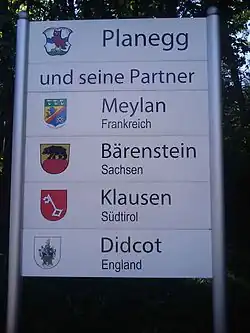 Planegg
und seine Partner
Meylan
Frankreich
Bärenstein
Sachsen
Klausen
Südtirol
Didcot
England